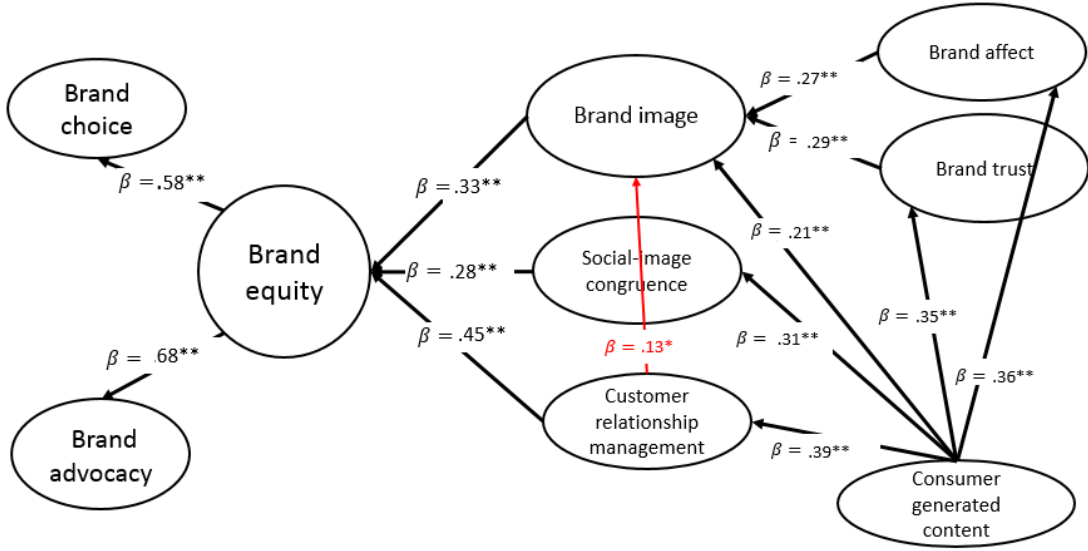 Brand
choice
β =.58**
Brand
equity
β = .68**
Brand
advocacy
β =.33**
β = .28**
β = .45**
Brand image
Social-image
congruence
β = .13*
Customer
relationship
management
β = .27**
β = .29**
β = .21**
β = .31**
β = .39**
Brand affect
Brand trust
β = .35**
β = .36**
Consumer
generated
content